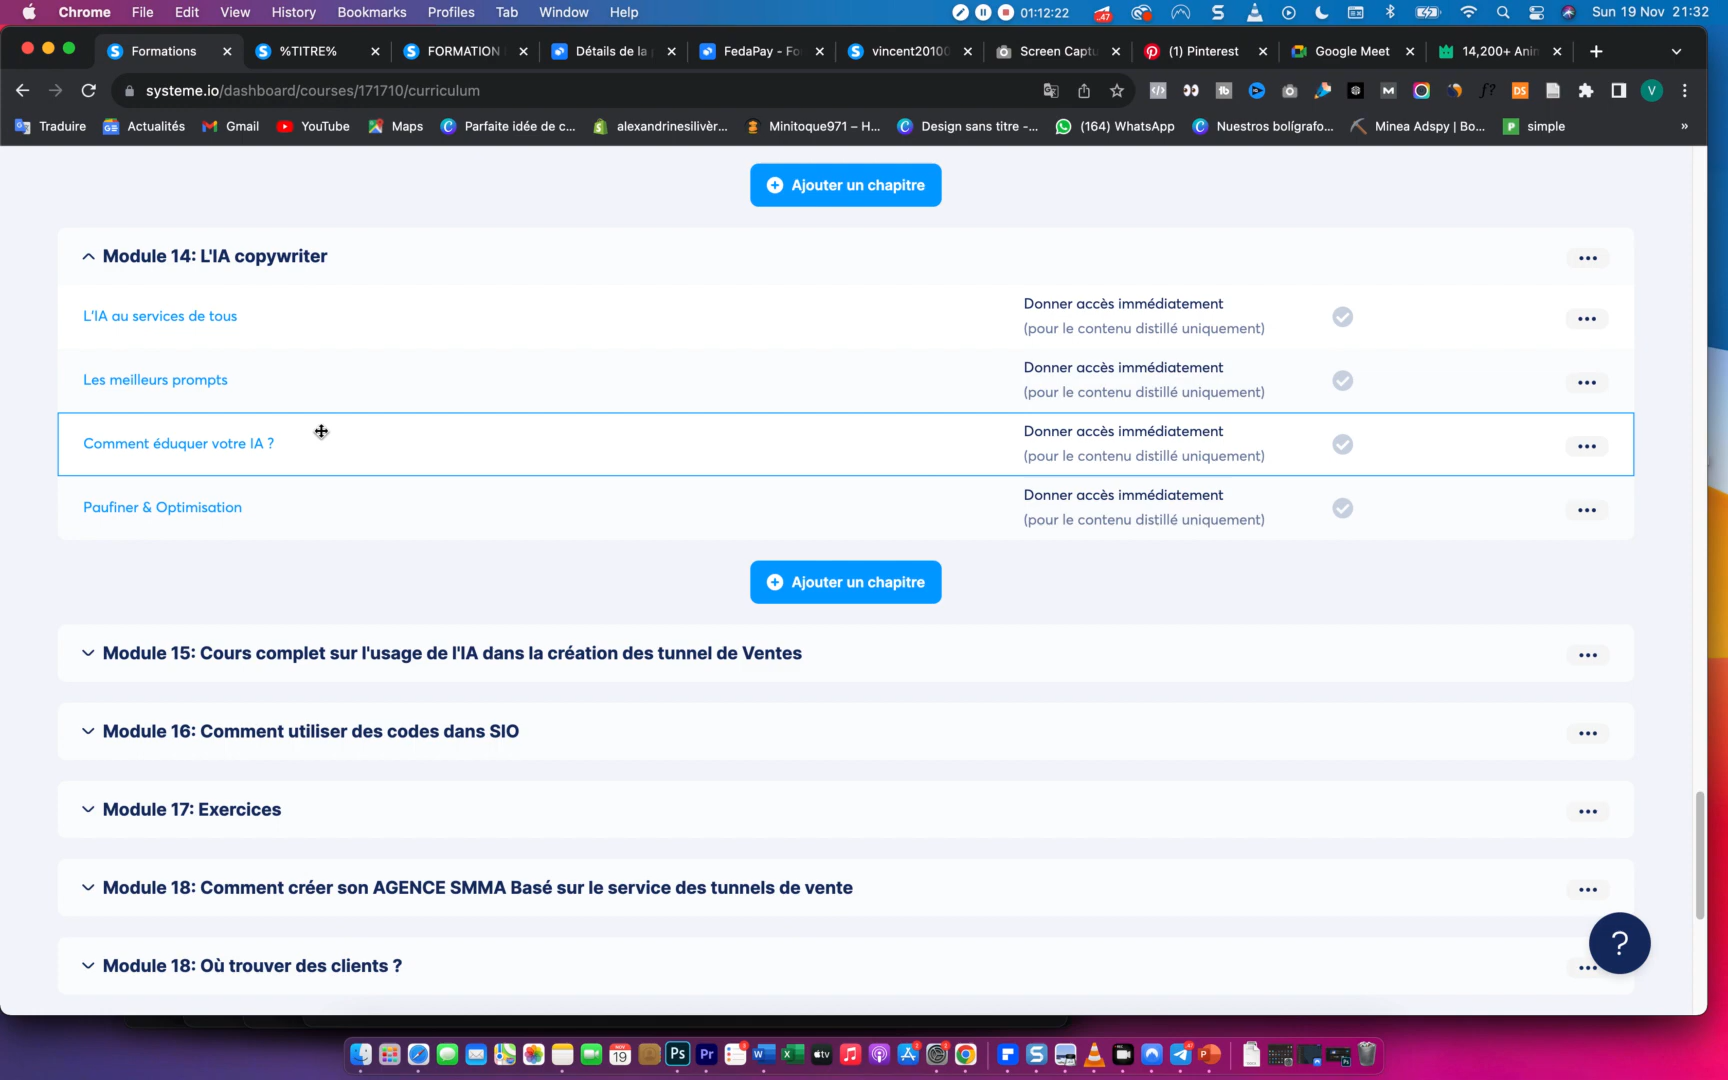 Chrome File Edit View History Bookmarks Profiles Tab Window Help 01:12:22 Sun 19 Nov 21:32
Formations %TITRE% FORMATION Détails de la FedaPay - Fo vincent20100 Screen Captu (1) Pinterest Google Meet 14,200+ Ani
systeme.io/dashboard/courses/171710/curriculum
Traduire Actualités Gmail YouTube Maps Parfaite idée de c... alexandrinesilivèr... Minitoque971 – H... Design sans titre -... (164) WhatsApp Nuestros bolígrafo... Minea Adspy | Bo... simple »
Ajouter un chapitre
Module 14: L'IA copywriter
L'IA au services de tous
Donner accès immédiatement
(pour le contenu distillé uniquement)
Les meilleurs prompts
Donner accès immédiatement
(pour le contenu distillé uniquement)
Comment éduquer votre IA ?
Donner accès immédiatement
(pour le contenu distillé uniquement)
Paufiner & Optimisation
Donner accès immédiatement
(pour le contenu distillé uniquement)
Ajouter un chapitre
Module 15: Cours complet sur l'usage de l'IA dans la création des tunnel de Ventes
Module 16: Comment utiliser des codes dans SIO
Module 17: Exercices
Module 18: Comment créer son AGENCE SMMA Basé sur le service des tunnels de vente
Module 18: Où trouver des clients ?
?